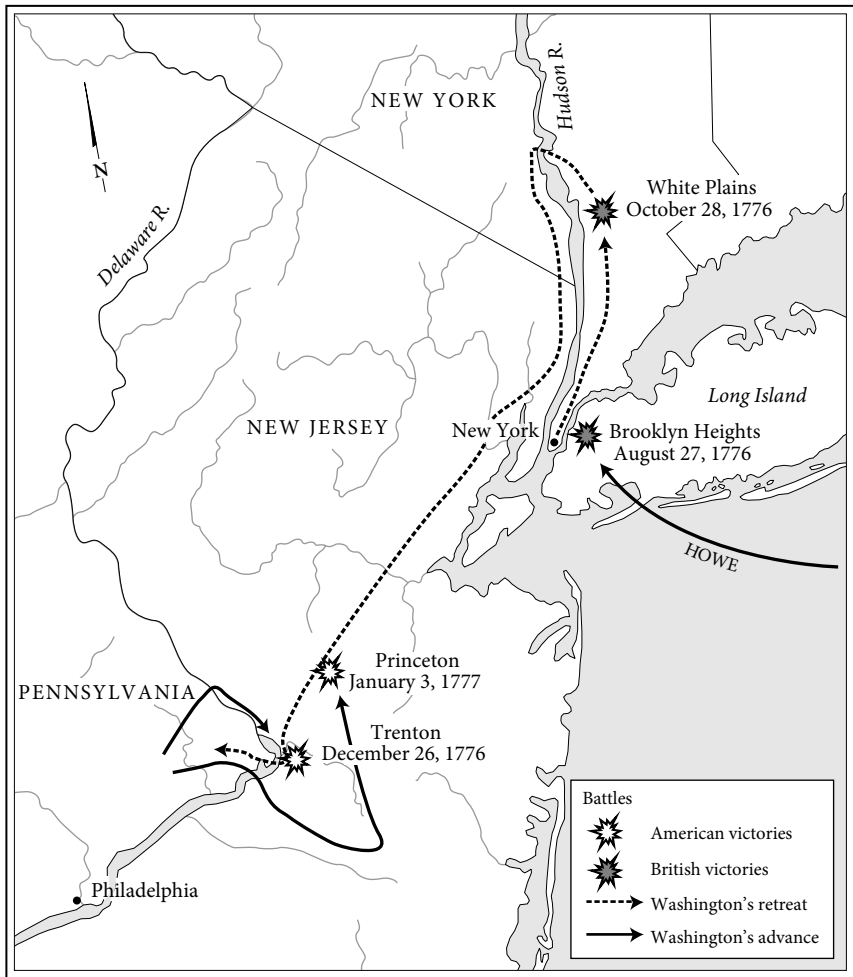 NEW YORK
Hudson R.
N
Delaware R.
White Plains
October 28, 1776
Long Island
NEW JERSEY
New York
Brooklyn Heights
August 27, 1776
HOWE
Princeton
January 3, 1777
PENNSYLVANIA
Trenton
December 26, 1776
Philadelphia
Battles
American victories
British victories
Washington's retreat
Washington's advance